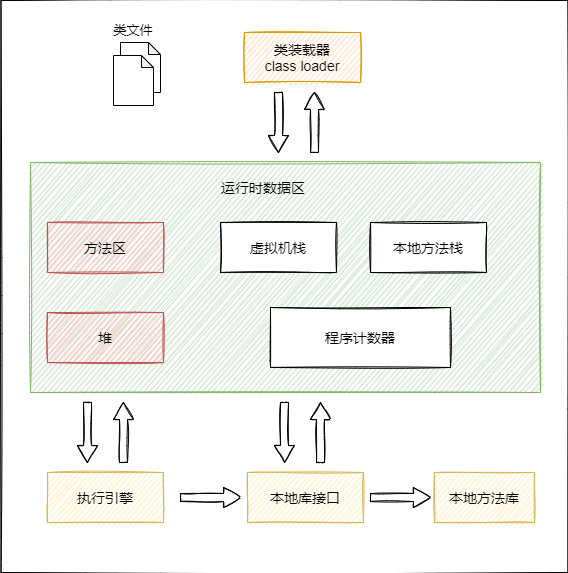 类文件
类装载器
class loader
运行时数据区
方法区
虚拟机栈
本地方法栈
堆
程序计数器
执行引擎
本地库接口
本地方法库